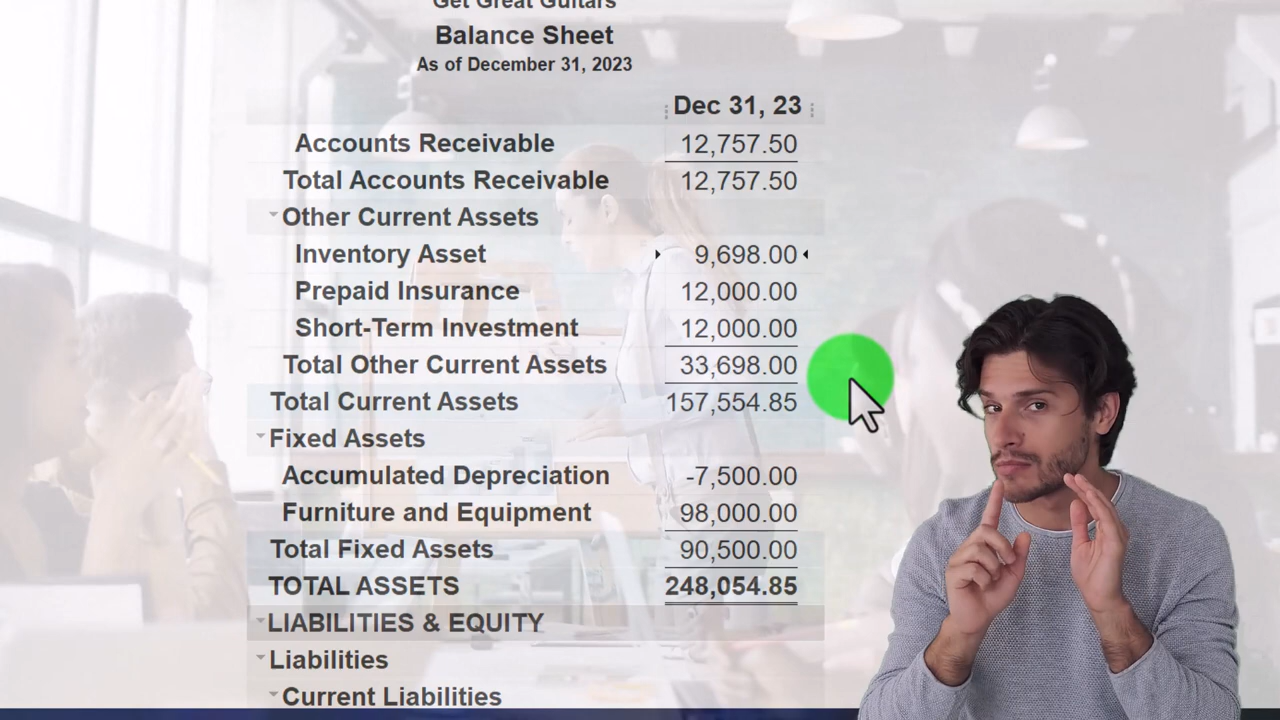 Get Great Guitars
Balance Sheet
As of December 31, 2023
Dec 31, 23
Accounts Receivable 12,757.50
Total Accounts Receivable 12,757.50
Other Current Assets
Inventory Asset 9,698.00
Prepaid Insurance 12,000.00
Short-Term Investment 12,000.00
Total Other Current Assets 33,698.00
Total Current Assets 157,554.85
Fixed Assets
Accumulated Depreciation -7,500.00
Furniture and Equipment 98,000.00
Total Fixed Assets 90,500.00
TOTAL ASSETS 248,054.85
LIABILITIES & EQUITY
Liabilities
Current Liabilities